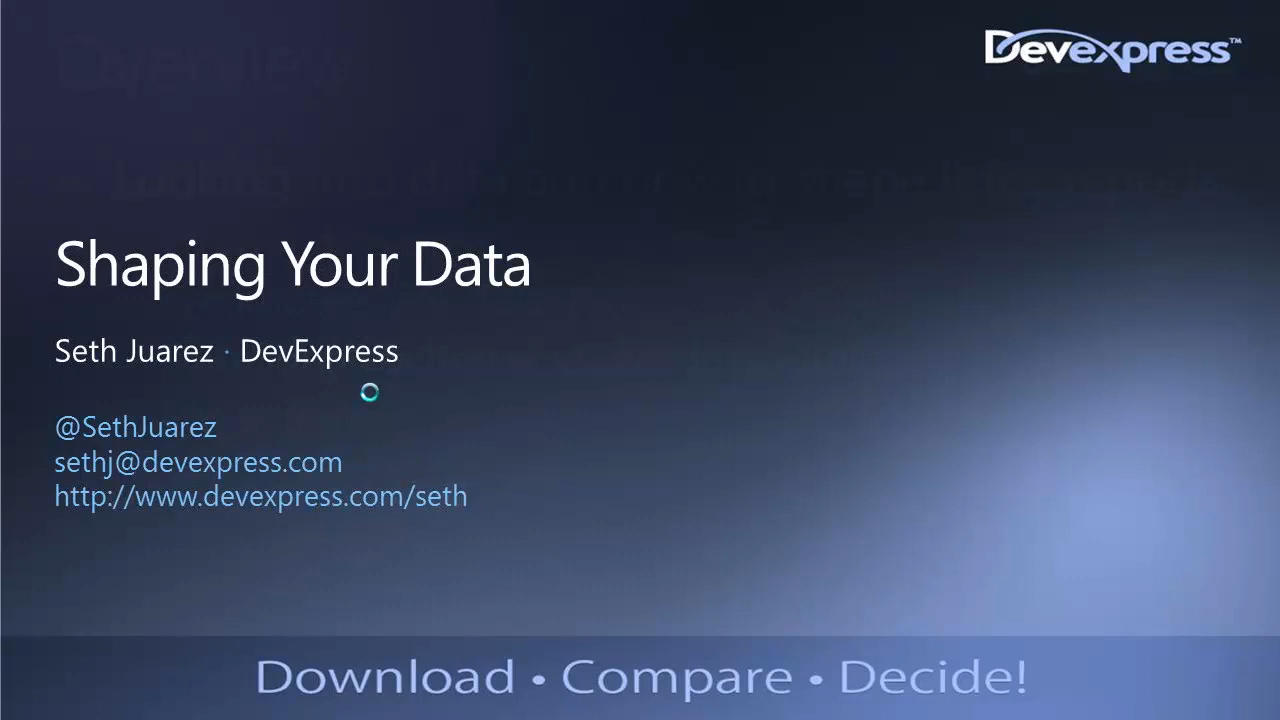 Devexpress™
Shaping Your Data
Seth Juarez · DevExpress
@SethJuarez
sethj@devexpress.com
http://www.devexpress.com/seth
Download • Compare • Decide!